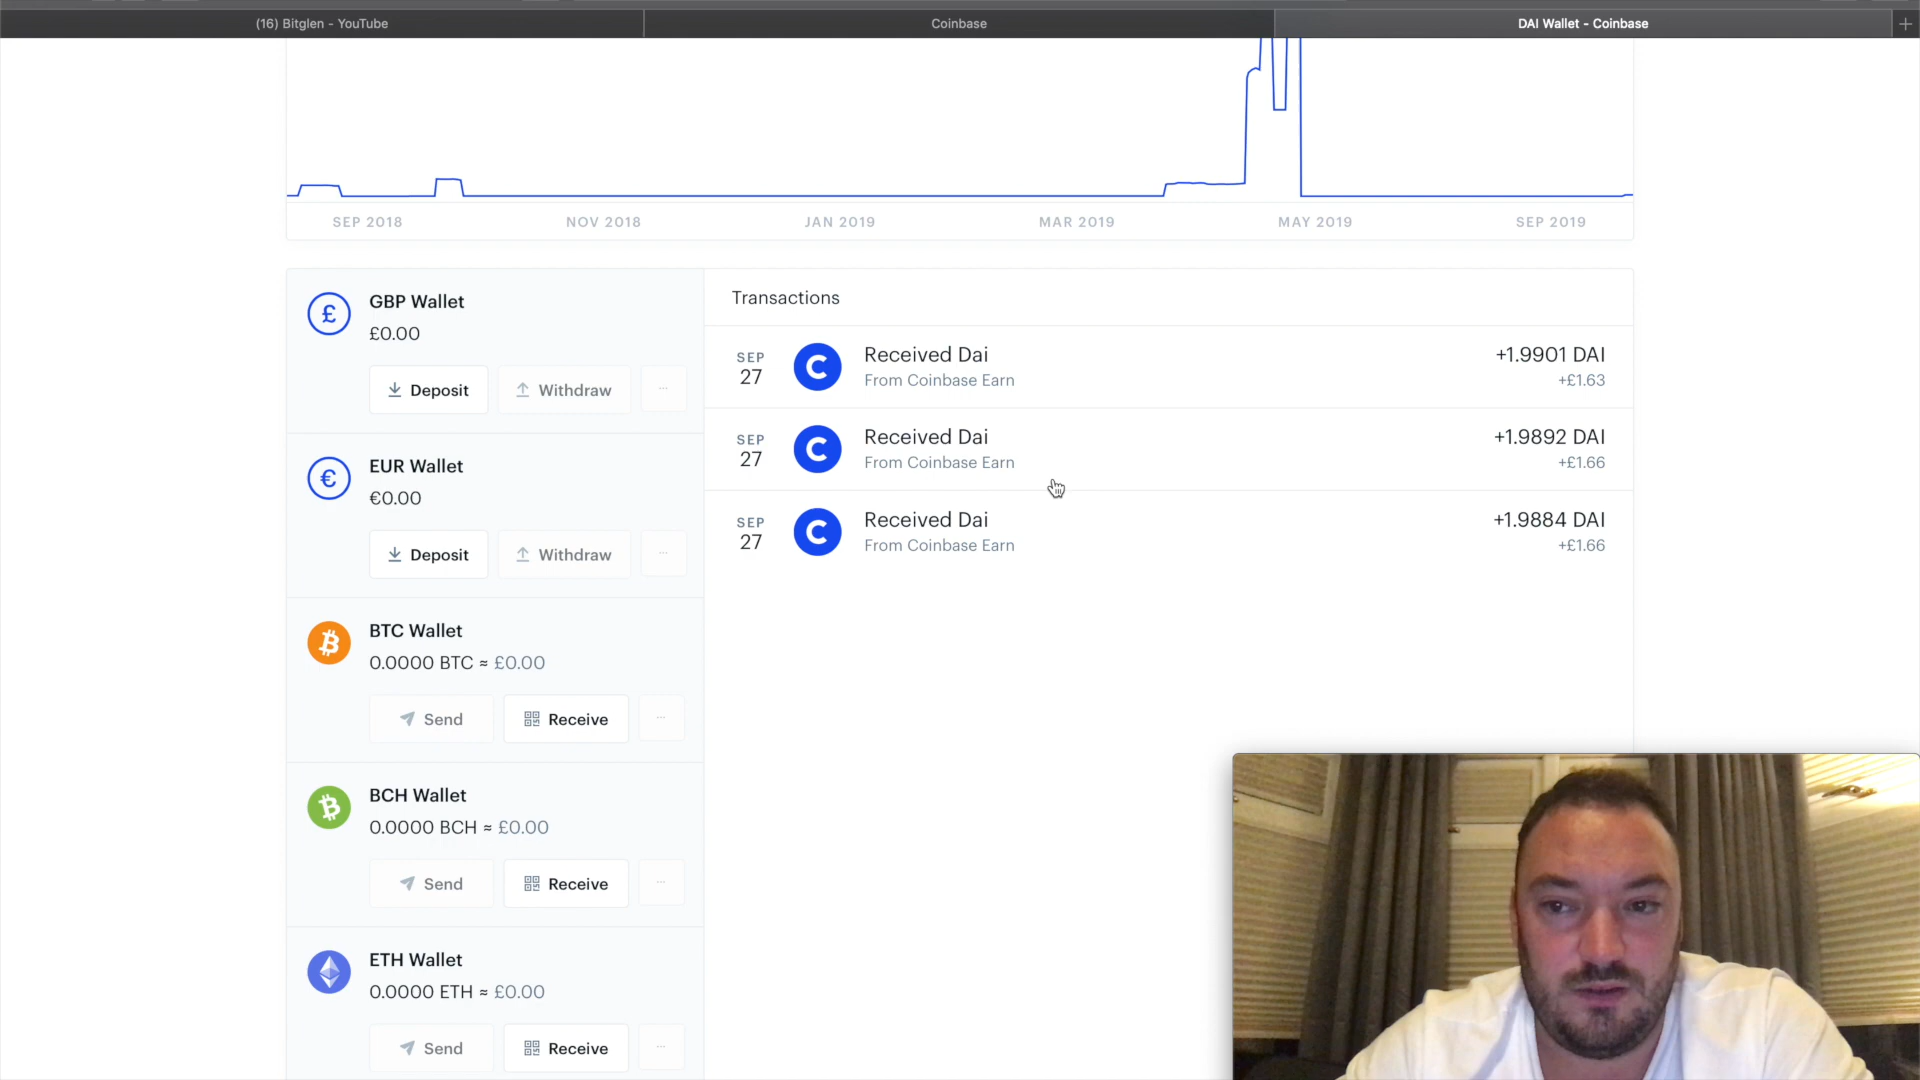 (16) Bitglen - YouTube
Coinbase
DAI Wallet - Coinbase
SEP 2018
NOV 2018
JAN 2019
MAR 2019
MAY 2019
SEP 2019
GBP Wallet
£0.00
Deposit
Withdraw
EUR Wallet
€0.00
Deposit
Withdraw
BTC Wallet
0.0000 BTC ≈ £0.00
Send
Receive
BCH Wallet
0.0000 BCH ≈ £0.00
Send
Receive
ETH Wallet
0.0000 ETH ≈ £0.00
Send
Receive
Transactions
SEP
27
Received Dai
From Coinbase Earn
+1.9901 DAI
+£1.63
SEP
27
Received Dai
From Coinbase Earn
+1.9892 DAI
+£1.66
SEP
27
Received Dai
From Coinbase Earn
+1.9884 DAI
+£1.66